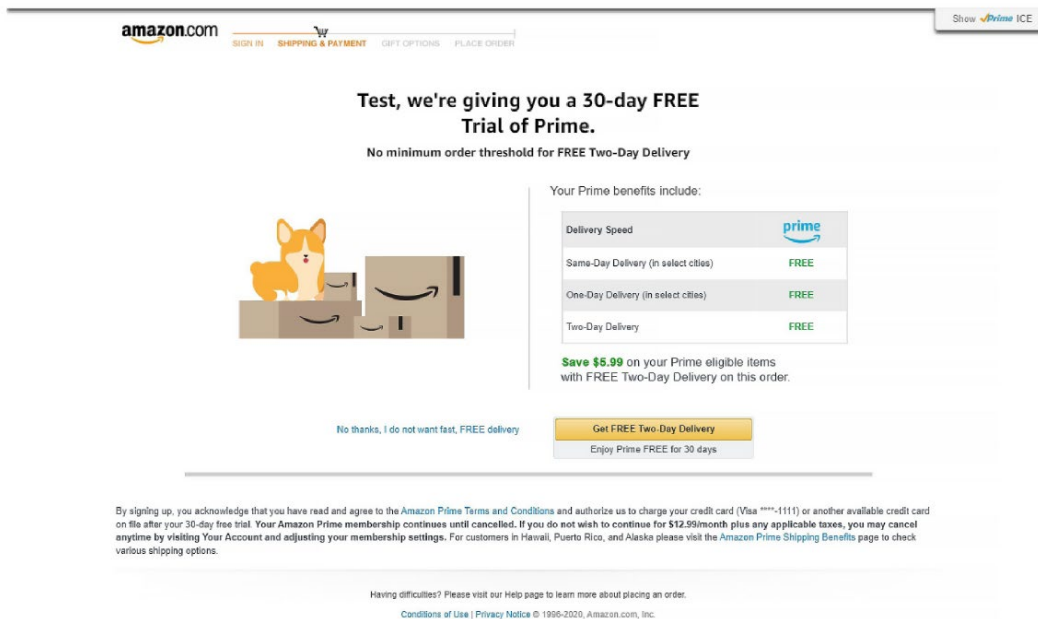 Show Prime ICE
amazon.com
SIGN IN SHIPPING & PAYMENT GIFT OPTIONS PLACE ORDER
Test, we're giving you a 30-day FREE
Trial of Prime.
No minimum order threshold for FREE Two-Day Delivery
Your Prime benefits include:
Delivery Speed prime
Same-Day Delivery (in select cities) FREE
One-Day Delivery (in select cities) FREE
Two-Day Delivery FREE
Save $5.99 on your Prime eligible items
with FREE Two-Day Delivery on this order.
No thanks, I do not want fast, FREE delivery
Get FREE Two-Day Delivery
Enjoy Prime FREE for 30 days
By signing up, you acknowledge that you have read and agree to the Amazon Prime Terms and Conditions and authorize us to charge your credit card (Visa ****-1111) or another available credit card
on file after your 30-day free trial. Your Amazon Prime membership continues until cancelled. If you do not wish to continue for $12.99/month plus any applicable taxes, you may cancel
anytime by visiting Your Account and adjusting your membership settings. For customers in Hawaii, Puerto Rico, and Alaska please visit the Amazon Prime Shipping Benefits page to check
various shipping options.
Having difficulties? Please visit our Help page to learn more about placing an order.
Conditions of Use | Privacy Notice © 1996-2020, Amazon.com, Inc.